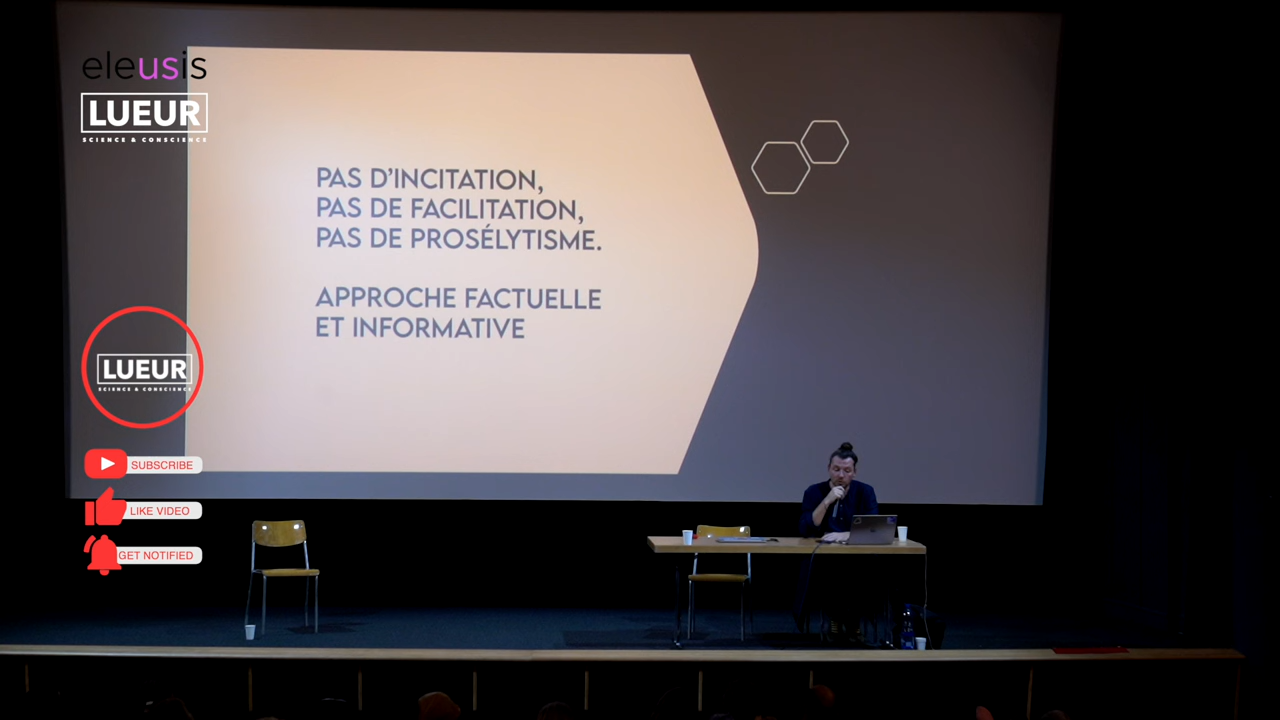 eleusis
LUEUR
SCIENCE & CONSCIENCE
PAS D'INCITATION,
PAS DE FACILITATION,
PAS DE PROSÉLYTISME.
APPROCHE FACTUELLE
ET INFORMATIVE
LUEUR
SCIENCE & CONSCIENCE
SUBSCRIBE
LIKE VIDEO
GET NOTIFIED